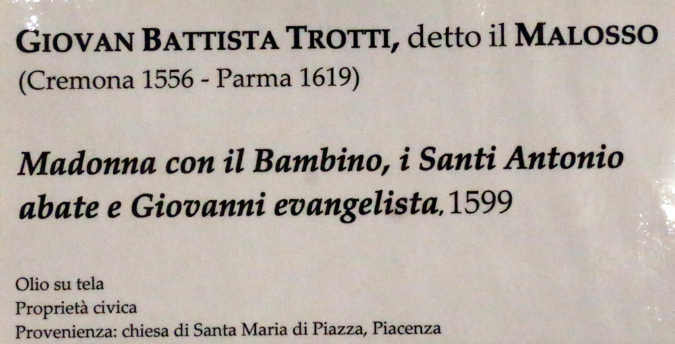 GIOVAN BATTISTA TROTTI, detto il MALOSSO
(Cremona 1556 - Parma 1619)
Madonna con il Bambino, i Santi Antonio
abate e Giovanni evangelista, 1599
Olio su tela
Proprietà civica
Provenienza: chiesa di Santa Maria di Piazza, Piacenza